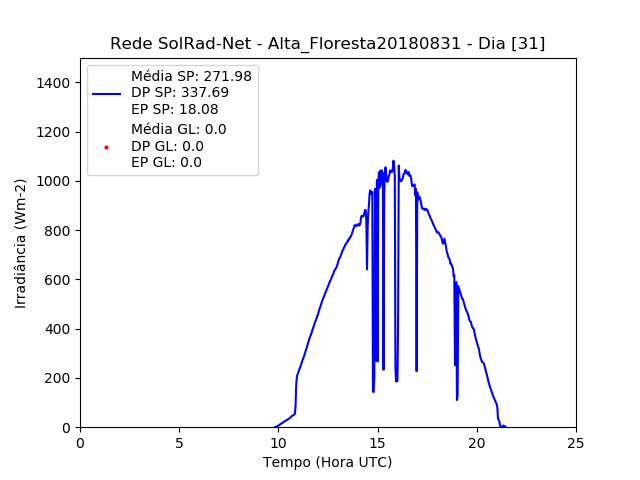 Rede SolRad-Net - Alta_Floresta20180831 - Dia [31]
Média SP: 271.98
DP SP: 337.69
EP SP: 18.08
Média GL: 0.0
DP GL: 0.0
EP GL: 0.0
1400
1200
1000
800
600
400
200
0
Irradiância (Wm-2)
0 5 10 15 20 25
Tempo (Hora UTC)